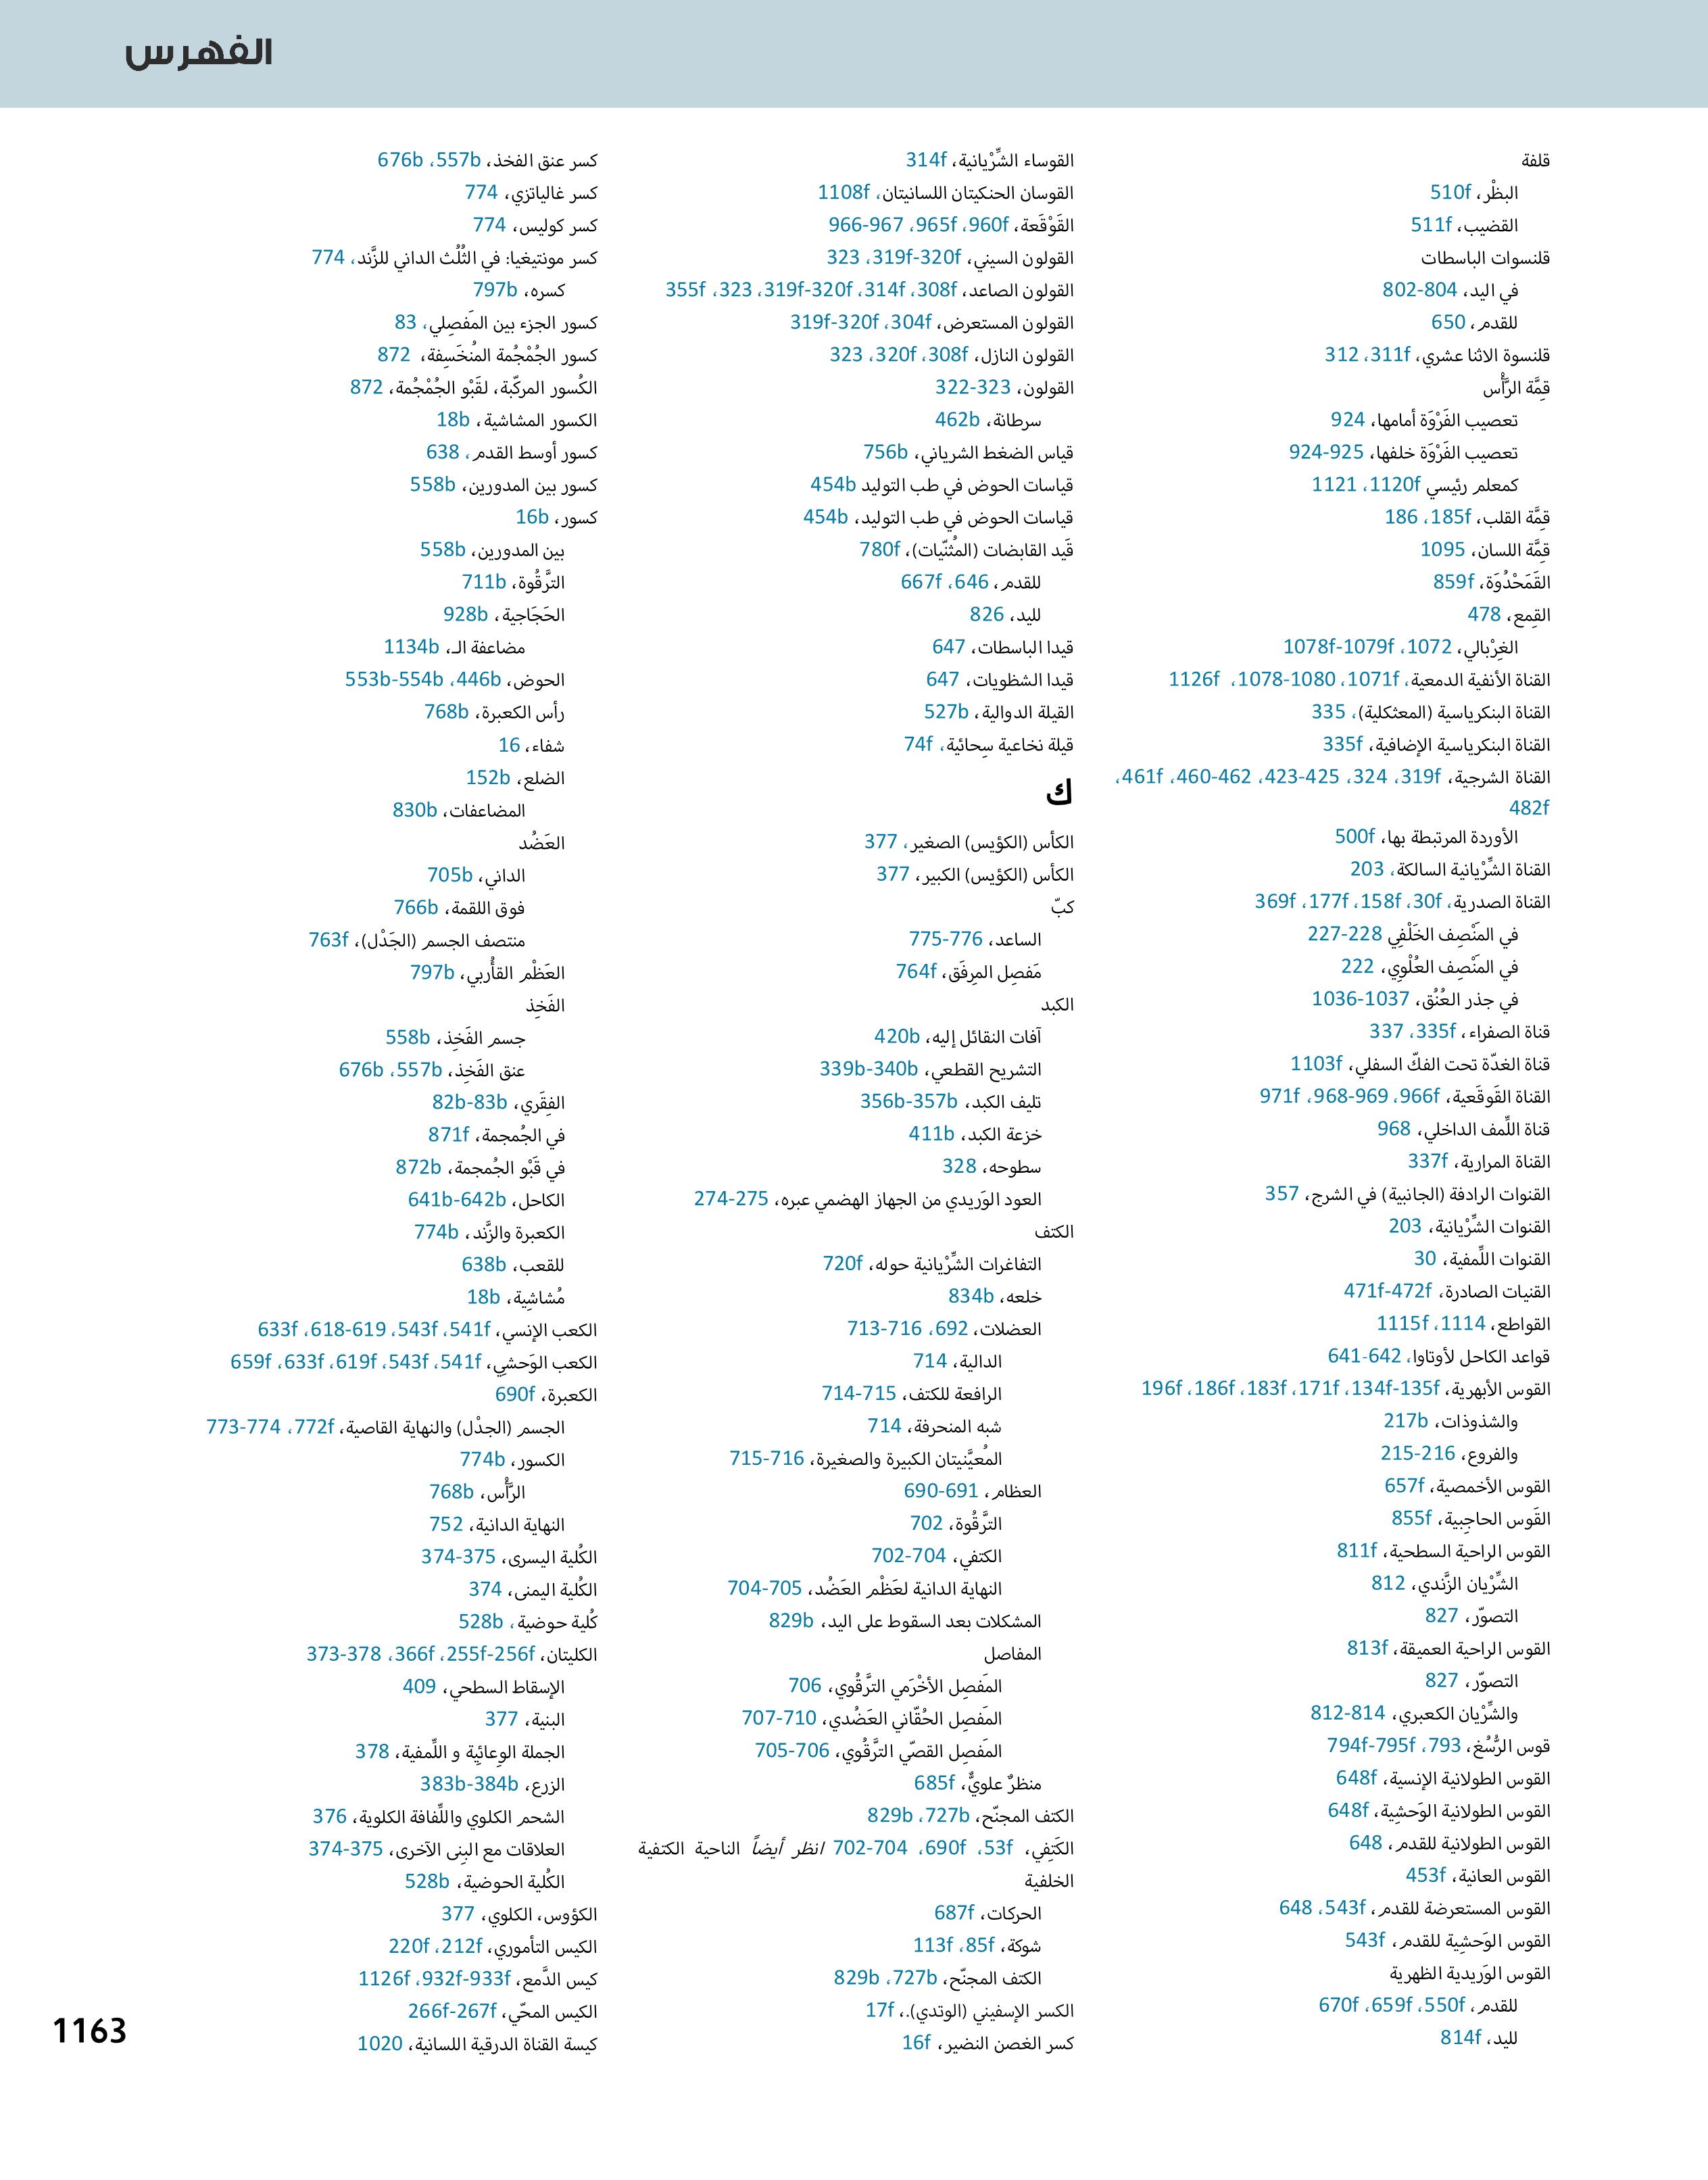 الفهرس
قلفة
البظْر، 510f
القضيب، 511f
قلنسوات الباسطات
في اليد، 802-804
للقدم، 650
قلنسوة الاثنا عشري، 311f، 312
قِمَّة الرَّأْس
تعصيب الفَرْوَة أمامها، 924
تعصيب الفَرْوَة خلفها، 924-925
كمعلم رئيسي 1120f، 1121
قِمَّة القلب، 185f، 186
قِمَّة اللسان، 1095
القَمَحْدُوَة، 859f
القِمع، 478
الغِرْبالي، 1072، 1078f-1079f
القناة الأنفية الدمعية، 1071f، 1078-1080، 1126f
القناة البنكرياسية (المعثكلية)، 335
القناة البنكرياسية الإضافية، 335f
القناة الشرجية، 319f، 324، 423-425، 460-462، 461f،
482f
الأوردة المرتبطة بها، 500f
القناة الشِّرْيانية السالكة، 203
القناة الصدرية، 30f، 158f، 177f، 369f
في المَنْصِف الخَلْفِي 227-228
في المَنْصِف العُلْوِي، 222
في جذر العُنُق، 1036-1037
قناة الصفراء، 335f، 337
قناة الغدّة تحت الفكّ السفلي، 1103f
القناة القَوقَعية، 966f، 968-969، 971f
قناة اللِّمف الداخلي، 968
القناة المرارية، 337f
القنوات الرادفة (الجانبية) في الشرج، 357
القنوات الشِّرْيانية، 203
القنوات اللِّمفية، 30
القنيات الصادرة، 471f-472f
القواطع، 1114، 1115f
قواعد الكاحل لأوتاوا، 641-642
القوس الأبهرية، 134f-135f، 171f، 183f، 186f، 196f
والشذوذات، 217b
والفروع، 215-216
القوس الأخمصية، 657f
القَوس الحاجِبية، 855f
القوس الراحية السطحية، 811f
الشِّرْيان الزَّندي، 812
التصوّر، 827
القوس الراحية العميقة، 813f
التصوّر، 827
والشِّرْيان الكعبري، 812-814
قوس الرُّسْغ، 793، 794f-795f
القوس الطولانية الإنسية، 648f
القوس الطولانية الوَحشِية، 648f
القوس الطولانية للقدم، 648
القوس العانية، 453f
القوس المستعرضة للقدم، 543f، 648
القوس الوَحشِية للقدم، 543f
القوس الوَريدية الظهرية
للقدم، 550f، 659f، 670f
لليد، 814f
القوساء الشِّرْيانية، 314f
القوسان الحنكيتان اللسانيتان، 1108f
القَوْقَعة، 960f، 965f، 966-967
القولون السيني، 319f-320f، 323
القولون الصاعد، 308f، 314f، 319f-320f، 323، 355f
القولون المستعرض، 304f، 319f-320f
القولون النازل، 308f، 320f، 323
القولون، 322-323
سرطانة، 462b
قياس الضغط الشرياني، 756b
قياسات الحوض في طب التوليد 454b
قياسات الحوض في طب التوليد، 454b
قَيد القابضات (المُثنّيات)، 780f
للقدم، 646، 667f
لليد، 826
قيدا الباسطات، 647
قيدا الشظويات، 647
القيلة الدوالية، 527b
قيلة نخاعية سِحائية، 74f
ك
الكأس (الكؤيس) الصغير، 377
الكأس (الكؤيس) الكبير، 377
كبّ
الساعد، 775-776
مَفصِل المِرفَق، 764f
الكبد
آفات النقائل إليه، 420b
التشريح القطعي، 339b-340b
تليف الكبد، 356b-357b
خزعة الكبد، 411b
سطوحه، 328
العود الوَريدي من الجهاز الهضمي عبره، 274-275
الكتف
التفاغرات الشِّرْيانية حوله، 720f
خلعه، 834b
العضلات، 692، 713-716
الدالية، 714
الرافعة للكتف، 714-715
شبه المنحرفة، 714
المُعيَّنيتان الكبيرة والصغيرة، 715-716
العظام، 690-691
التَّرقُوة، 702
الكتفي، 702-704
النهاية الدانية لعَظْم العَضُد، 704-705
المشكلات بعد السقوط على اليد، 829b
المفاصل
المَفصِل الأخْرَمي التَّرقُوي، 706
المَفصِل الحُقّاني العَضُدي، 707-710
المَفصِل القصّي التَّرقُوي، 705-706
منظرٌ علويٌّ، 685f
الكتف المجنّح، 727b، 829b
الكَتِفِي، 53f، 690f، 702-704 انظر أيضاً الناحية الكتفية
الخلفية
الحركات، 687f
شوكة، 85f، 113f
الكتف المجنّح، 727b، 829b
الكسر الإسفيني (الوتدي).، 17f
كسر الغصن النضير، 16f
كسر عنق الفخذ، 557b، 676b
كسر غالياتزي، 774
كسر كوليس، 774
كسر مونتيغيا: في الثُلُث الداني للزَّند، 774
كسره، 797b
كسور الجزء بين المَفصِلي، 83
كسور الجُمْجُمة المُنخَسِفة، 872
الكُسور المركّبة، لقَبْو الجُمْجُمة، 872
الكسور المشاشية، 18b
كسور أوسط القدم، 638
كسور بين المدورين، 558b
كسور، 16b
بين المدورين، 558b
التَّرقُوة، 711b
الحَجَاجية، 928b
مضاعفة الـ، 1134b
الحوض، 446b، 553b-554b
رأس الكعبرة، 768b
شفاء، 16
الضلع، 152b
المضاعفات، 830b
العَضُد
الداني، 705b
فوق اللقمة، 766b
منتصف الجسم (الجَدْل)، 763f
العَظْم القأْربي، 797b
الفَخِذ
جسم الفَخِذ، 558b
عنق الفَخِذ، 557b، 676b
الفِقَري، 82b-83b
في الجُمجمة، 871f
في قَبْو الجُمجمة، 872b
الكاحل، 641b-642b
الكعبرة والزَّند، 774b
للقعب، 638b
مُشاشِية، 18b
الكعب الإنسي، 541f، 543f، 618-619، 633f
الكعب الوَحشِي، 541f، 543f، 619f، 633f، 659f
الكعبرة، 690f
الجسم (الجدْل) والنهاية القاصية، 772f، 773-774
الكسور، 774b
الرَّأْس، 768b
النهاية الدانية، 752
الكُلية اليسرى، 374-375
الكُلية اليمنى، 374
كُلية حوضية، 528b
الكليتان، 255f-256f، 366f، 373-378
الإسقاط السطحي، 409
البنية، 377
الجملة الوِعائِية و اللِّمفية، 378
الزرع، 383b-384b
الشحم الكلوي واللِّفافة الكلوية، 376
العلاقات مع البنِى الآخرى، 374-375
الكُلية الحوضية، 528b
الكؤوس، الكلوي، 377
الكيس التأموري، 212f، 220f
كيس الدَّمع، 932f-933f، 1126f
الكيس المحّي، 266f-267f
كيسة القناة الدرقية اللسانية، 1020
1163